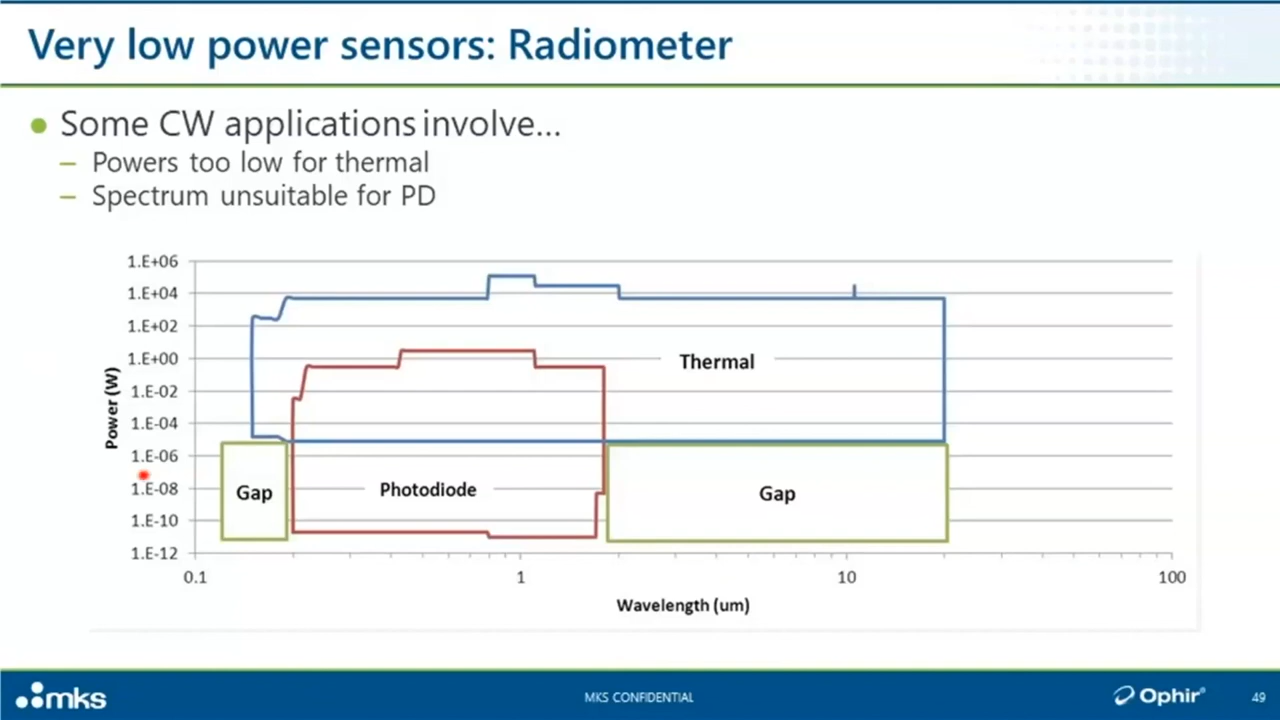 Very low power sensors: Radiometer
Some CW applications involve...
– Powers too low for thermal
– Spectrum unsuitable for PD
1.E+06
1.E+04
1.E+02
1.E+00
1.E-02
1.E-04
1.E-06
1.E-08
1.E-10
1.E-12
Power (W)
Thermal
Gap
Photodiode
Gap
0.1
1
10
100
Wavelength (um)
mks
MKS CONFIDENTIAL
Ophir®
49